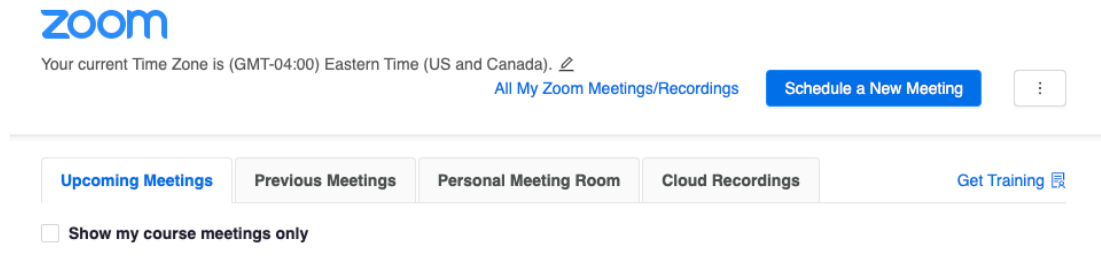 zoom
Your current Time Zone is (GMT-04:00) Eastern Time (US and Canada).
All My Zoom Meetings/Recordings Schedule a New Meeting
Upcoming Meetings Previous Meetings Personal Meeting Room Cloud Recordings Get Training
Show my course meetings only